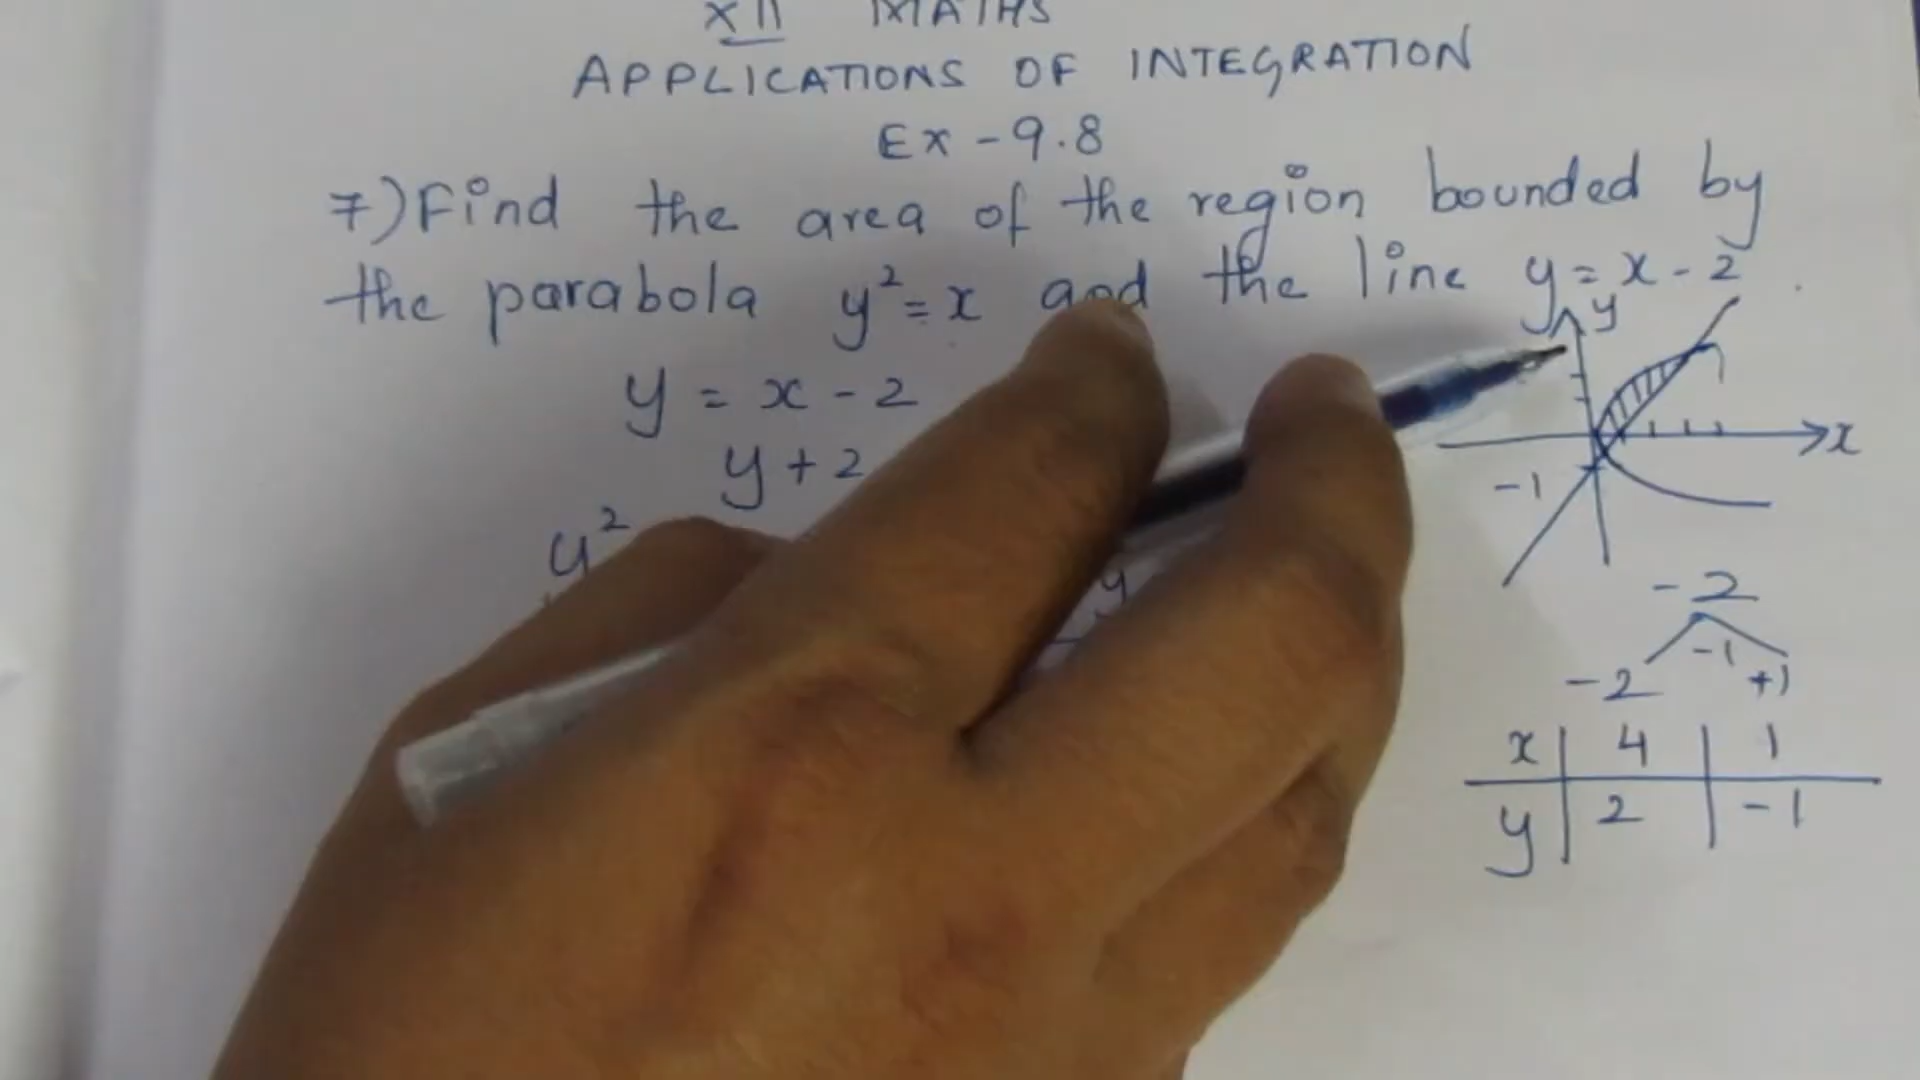 XII MATHS
APPLICATIONS OF INTEGRATION
Ex - 9.8
7) Find the area of the region bounded by
the parabola y² = x and the line y = x - 2
y = x - 2
y + 2
y²
y
y
x
-1
-2
-1
-2 +1
x | 4 | 1
y | 2 | -1